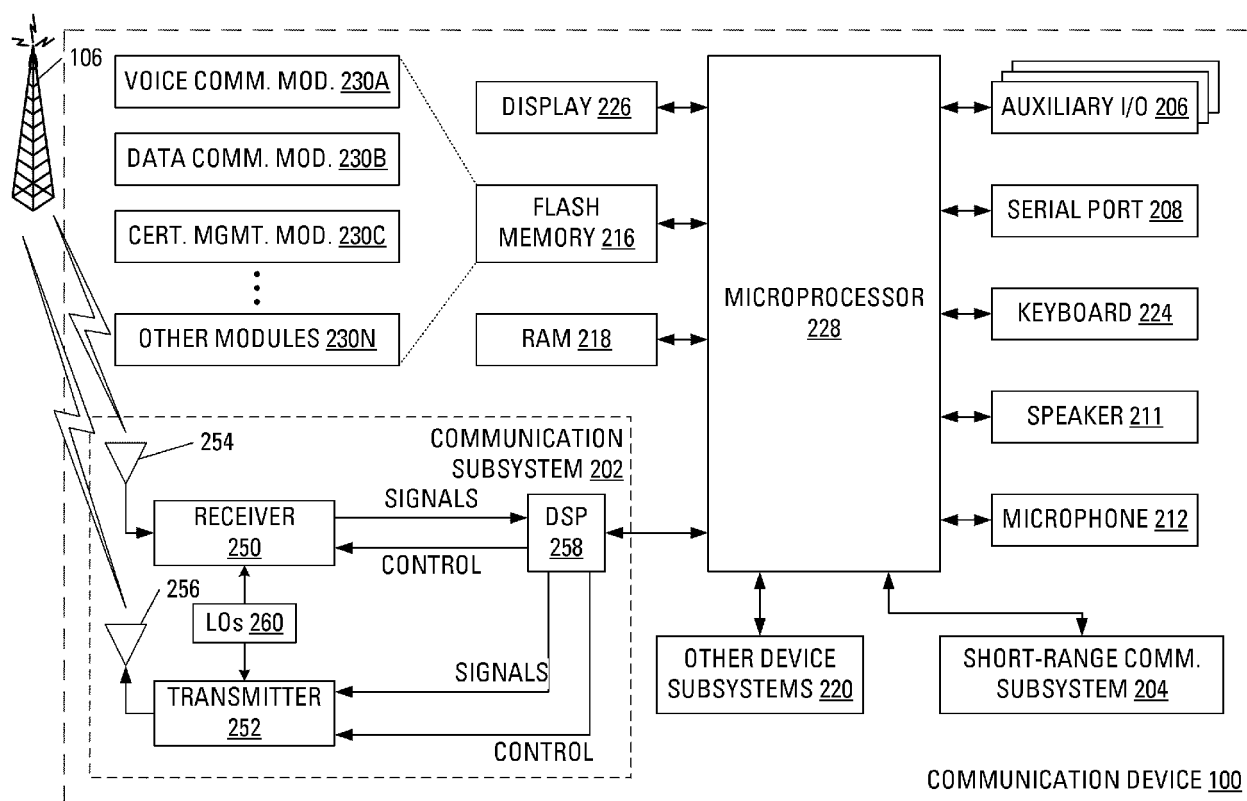 106
VOICE COMM. MOD. 230A
DATA COMM. MOD. 230B
CERT. MGMT. MOD. 230C
OTHER MODULES 230N
DISPLAY 226
FLASH
MEMORY 216
RAM 218
MICROPROCESSOR
228
AUXILIARY I/O 206
SERIAL PORT 208
KEYBOARD 224
SPEAKER 211
MICROPHONE 212
COMMUNICATION
SUBSYSTEM 202
254
RECEIVER
250
SIGNALS
CONTROL
DSP
258
256
LOs 260
TRANSMITTER
252
SIGNALS
CONTROL
OTHER DEVICE
SUBSYSTEMS 220
SHORT-RANGE COMM.
SUBSYSTEM 204
COMMUNICATION DEVICE 100